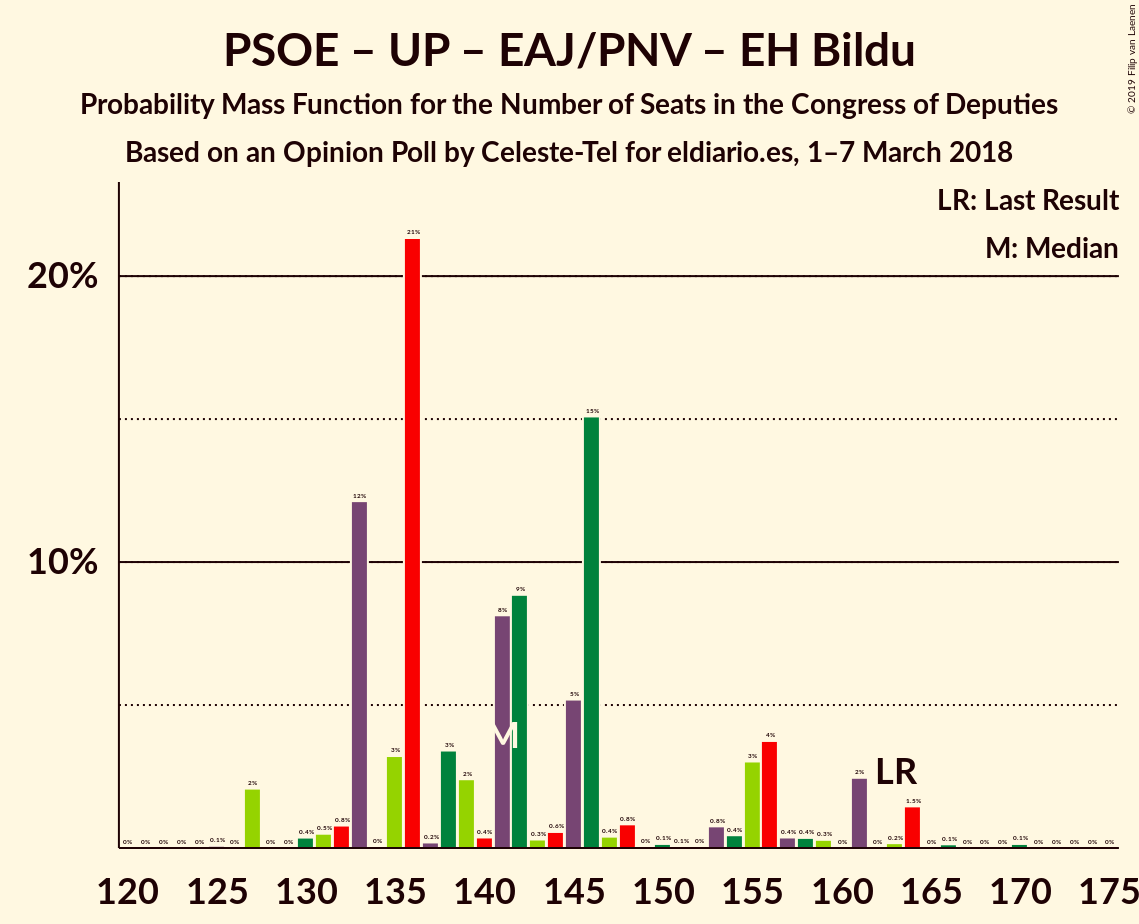 PSOE – UP – EAJ/PNV – EH Bildu
Probability Mass Function for the Number of Seats in the Congress of Deputies
Based on an Opinion Poll by Celeste-Tel for eldiario.es, 1–7 March 2018
© 2019 Filip van Laenen
LR: Last Result
M: Median
20%
10%
0% 0% 0% 0% 0% 0.1% 0% 2% 0% 0% 0.4% 0.5% 0.8% 12% 0% 3% 21% 0.2% 3% 2% 0.4% 8% 9% 0.3% 0.6% 5% 15% 0.4% 0.8% 0% 0.1% 0.1% 0% 0.8% 0.4% 3% 4% 0.4% 0.4% 0.3% 0% 2% 0% 0.2% 1.5% 0% 0.1% 0% 0% 0% 0.1% 0% 0% 0% 0% 0%
M
LR
120 125 130 135 140 145 150 155 160 165 170 175